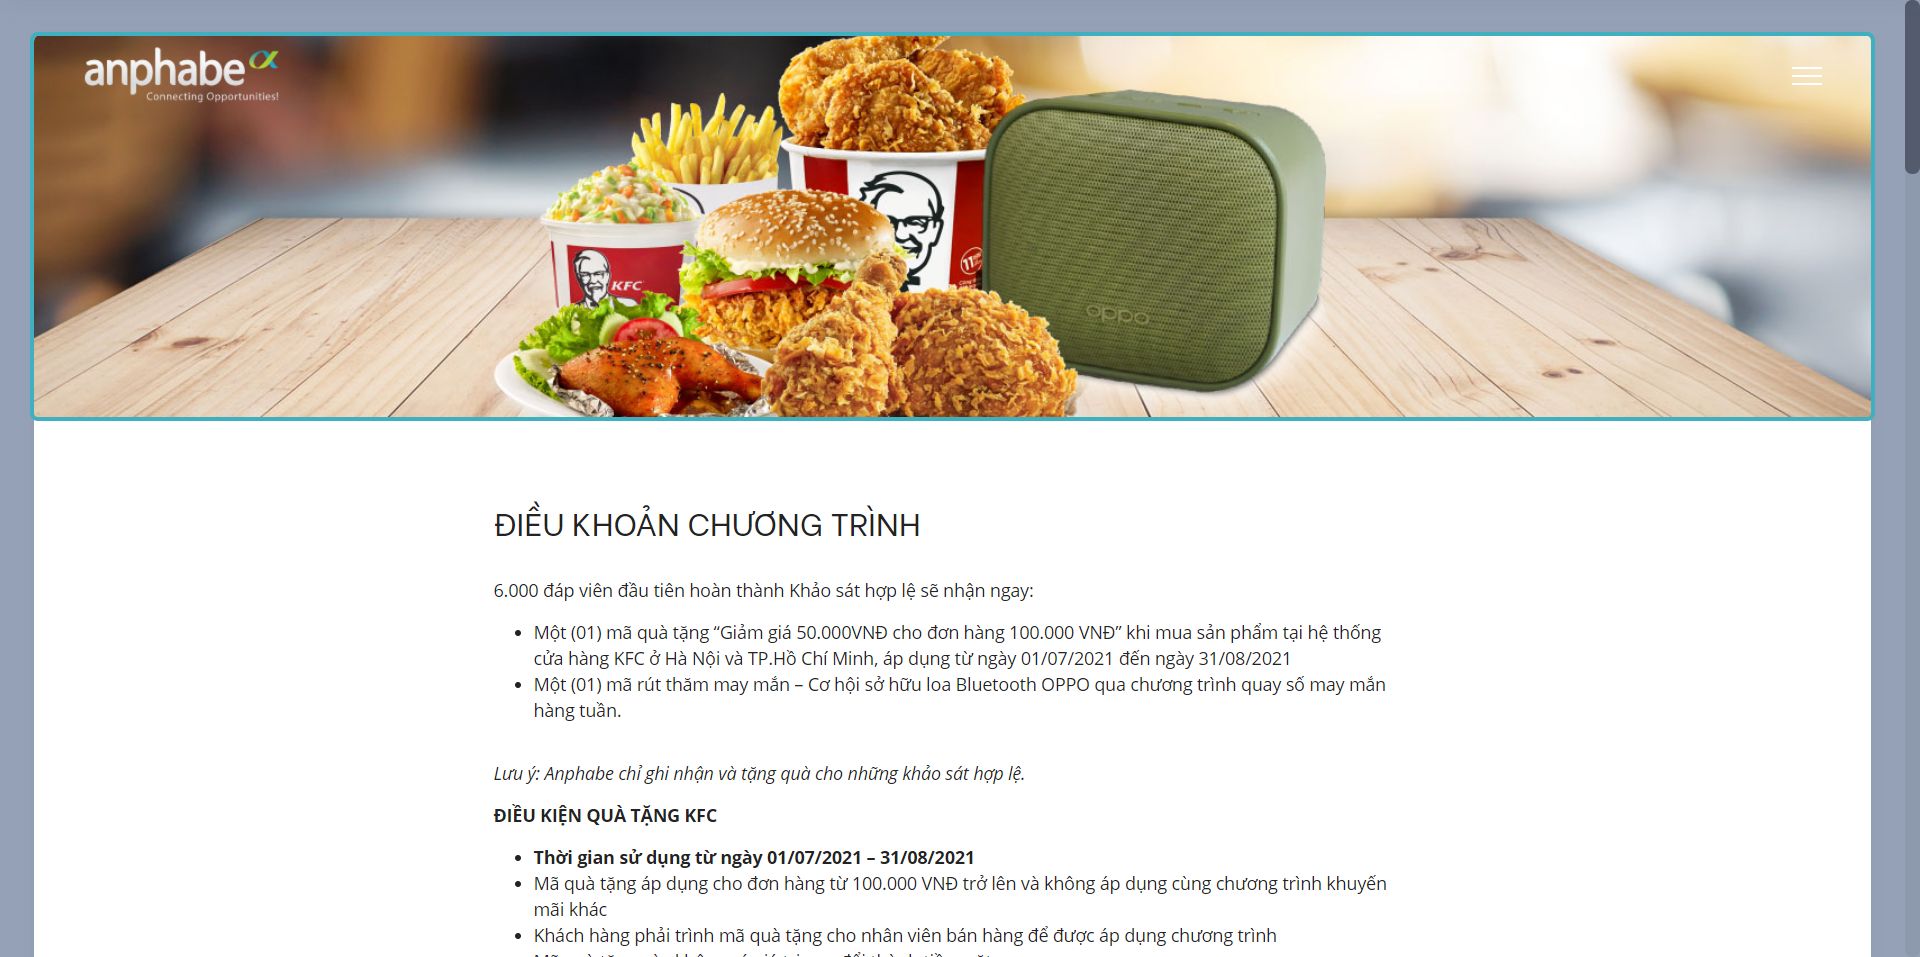 anphabe
Connecting Opportunities!
KFC
oppo
ĐIỀU KHOẢN CHƯƠNG TRÌNH
6.000 đáp viên đầu tiên hoàn thành Khảo sát hợp lệ sẽ nhận ngay:
• Một (01) mã quà tặng “Giảm giá 50.000VNĐ cho đơn hàng 100.000 VNĐ” khi mua sản phẩm tại hệ thống
cửa hàng KFC ở Hà Nội và TP.Hồ Chí Minh, áp dụng từ ngày 01/07/2021 đến ngày 31/08/2021
• Một (01) mã rút thăm may mắn – Cơ hội sở hữu loa Bluetooth OPPO qua chương trình quay số may mắn
hàng tuần.
Lưu ý: Anphabe chỉ ghi nhận và tặng quà cho những khảo sát hợp lệ.
ĐIỀU KIỆN QUÀ TẶNG KFC
• Thời gian sử dụng từ ngày 01/07/2021 – 31/08/2021
• Mã quà tặng áp dụng cho đơn hàng từ 100.000 VNĐ trở lên và không áp dụng cùng chương trình khuyến
mãi khác
• Khách hàng phải trình mã quà tặng cho nhân viên bán hàng để được áp dụng chương trình